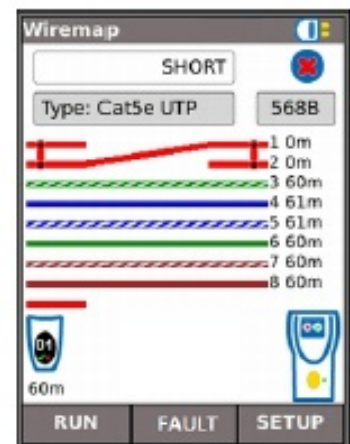 Wiremap
SHORT
Type: Cat5e UTP 568B
1 0m
2 0m
3 60m
4 61m
5 61m
6 60m
7 60m
8 60m
01
60m
RUN FAULT SETUP